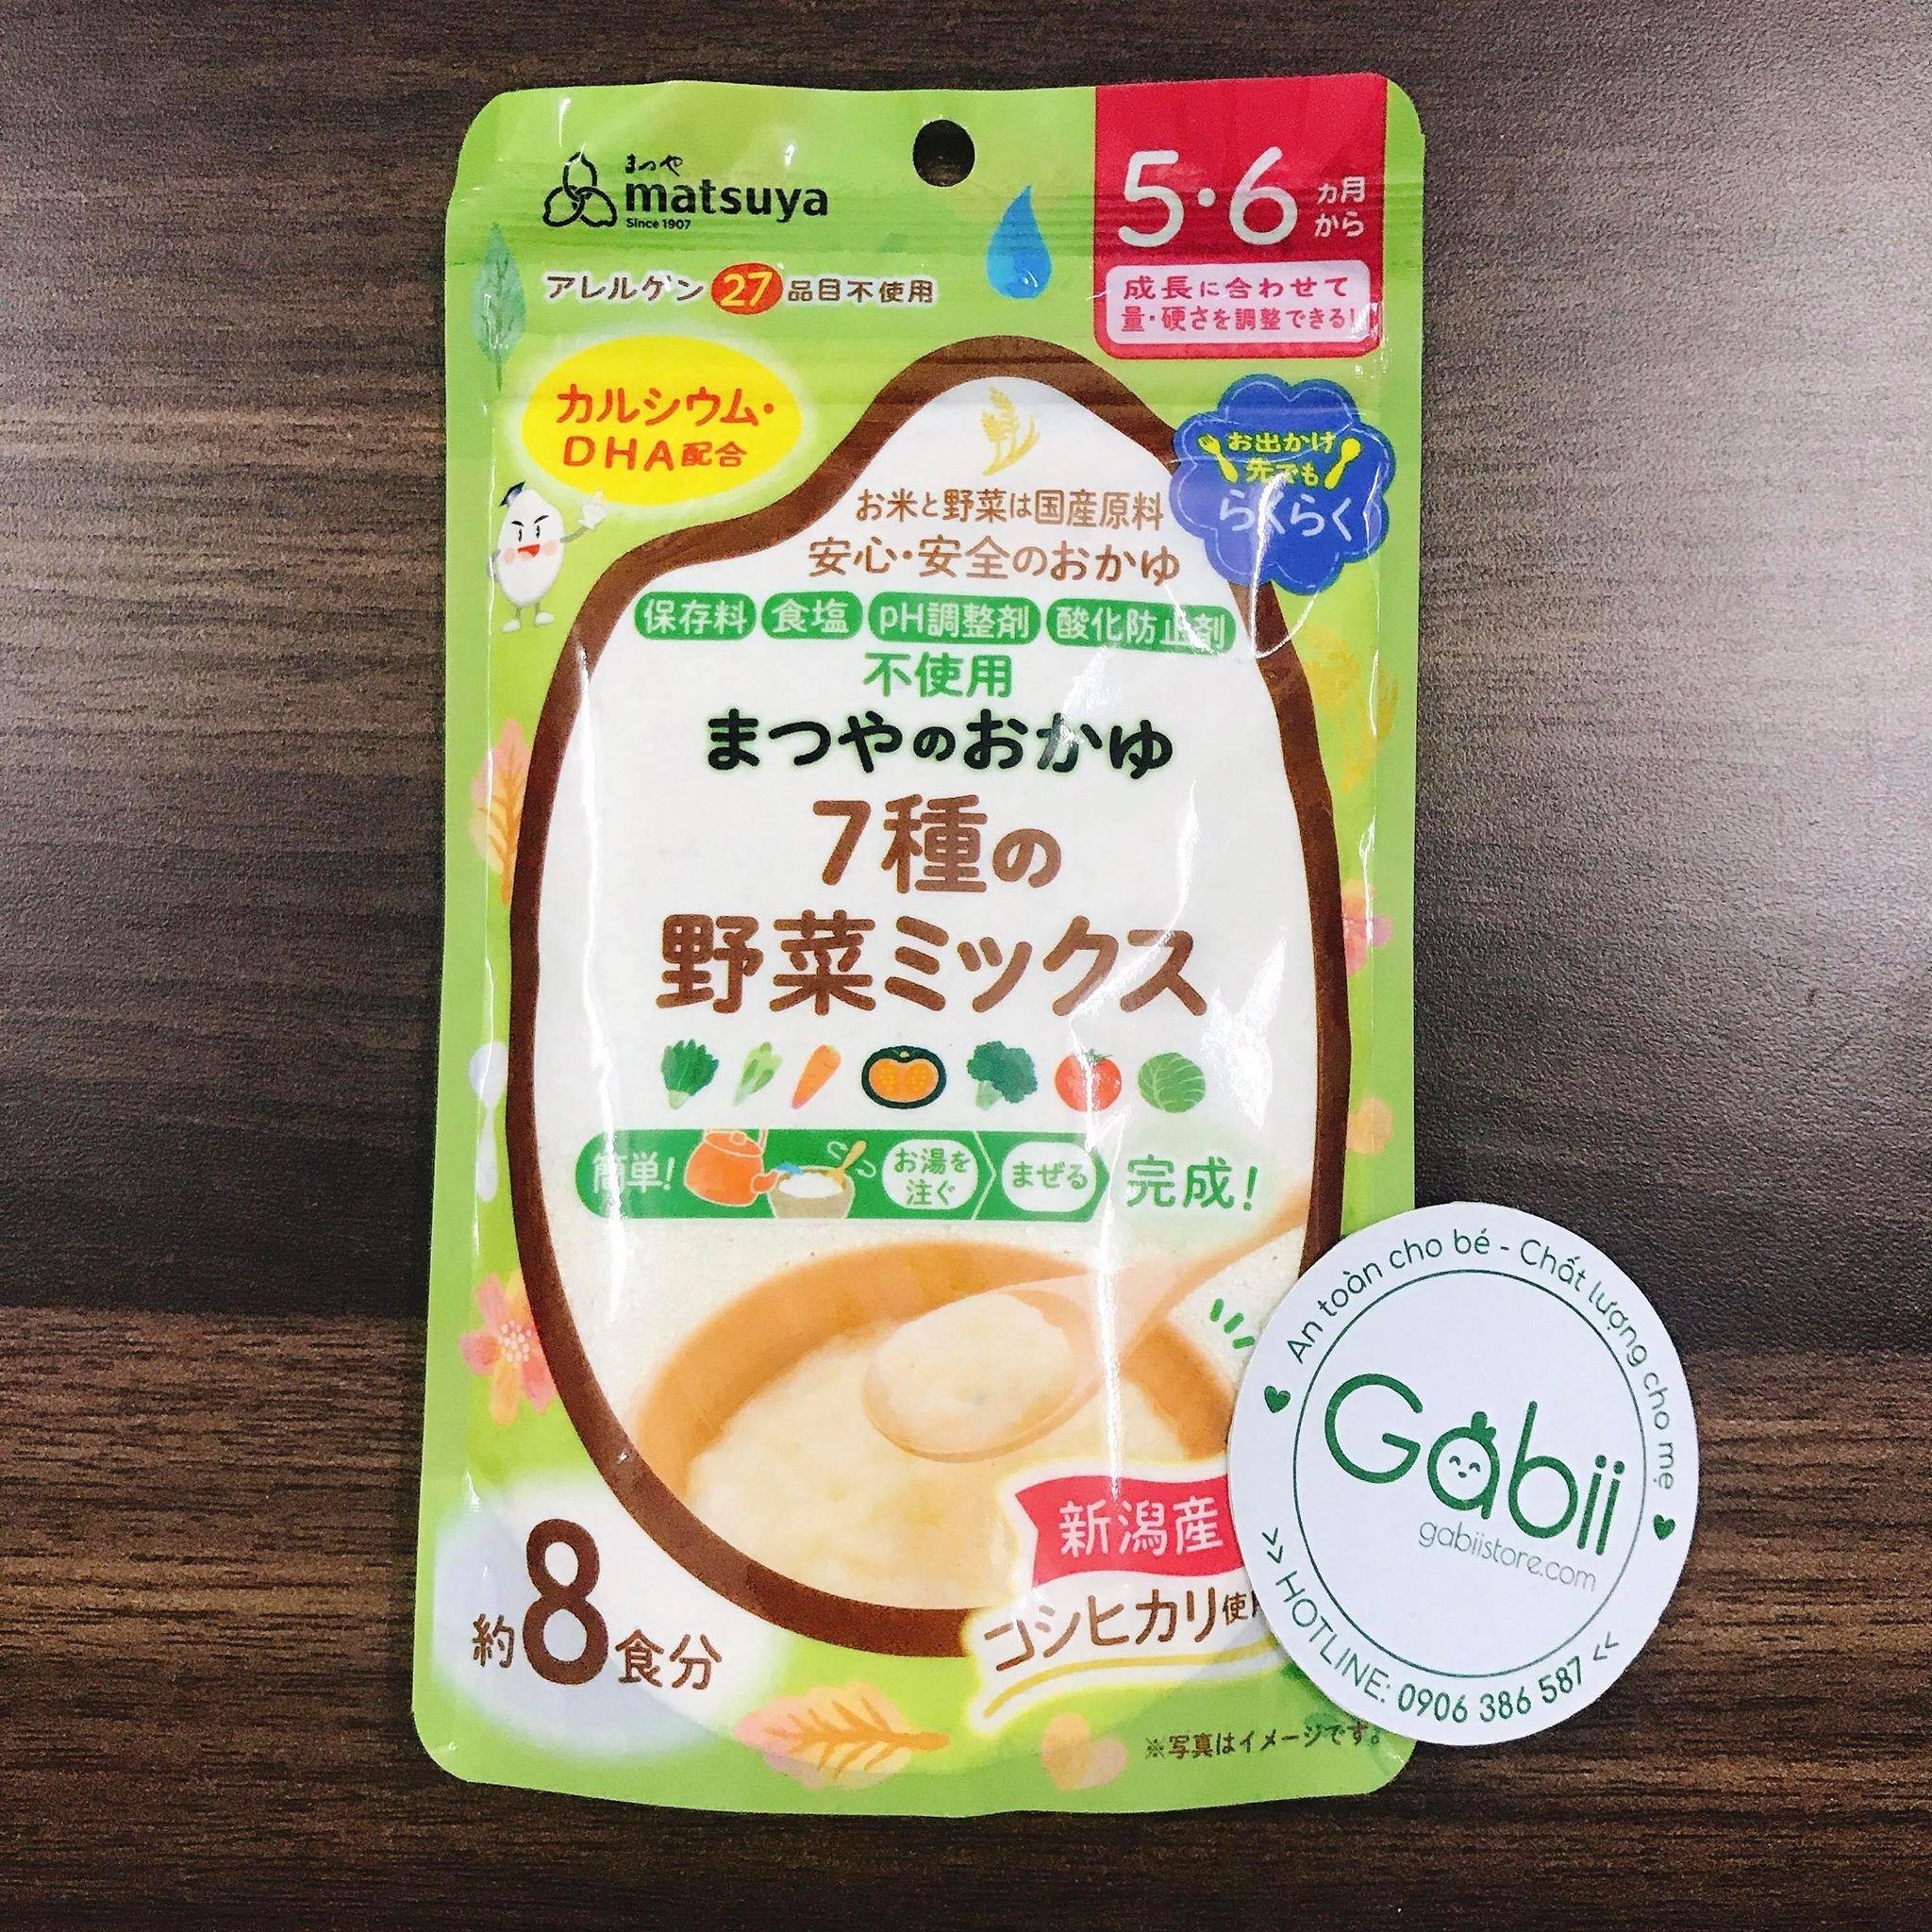 まつや
matsuya
Since 1907
5・6
ヵ月
から
成長に合わせて
量・硬さを調整できる!
アレルゲン27品目不使用
カルシウム・
DHA配合
お出かけ
先でも
らくらく
お米と野菜は国産原料
安心・安全のおかゆ
保存料 食塩 pH調整剤 酸化防止剤
不使用
まつやのおかゆ
7種の
野菜ミックス
簡単! お湯を
注ぐ
まぜる
完成!
新潟産
コシヒカリ使
約8食分
※写真はイメージです。
An toàn cho bé - Chất lượng cho mẹ
Gabii
gabiistore.com
>> HOTLINE: 0906 386 587 <<